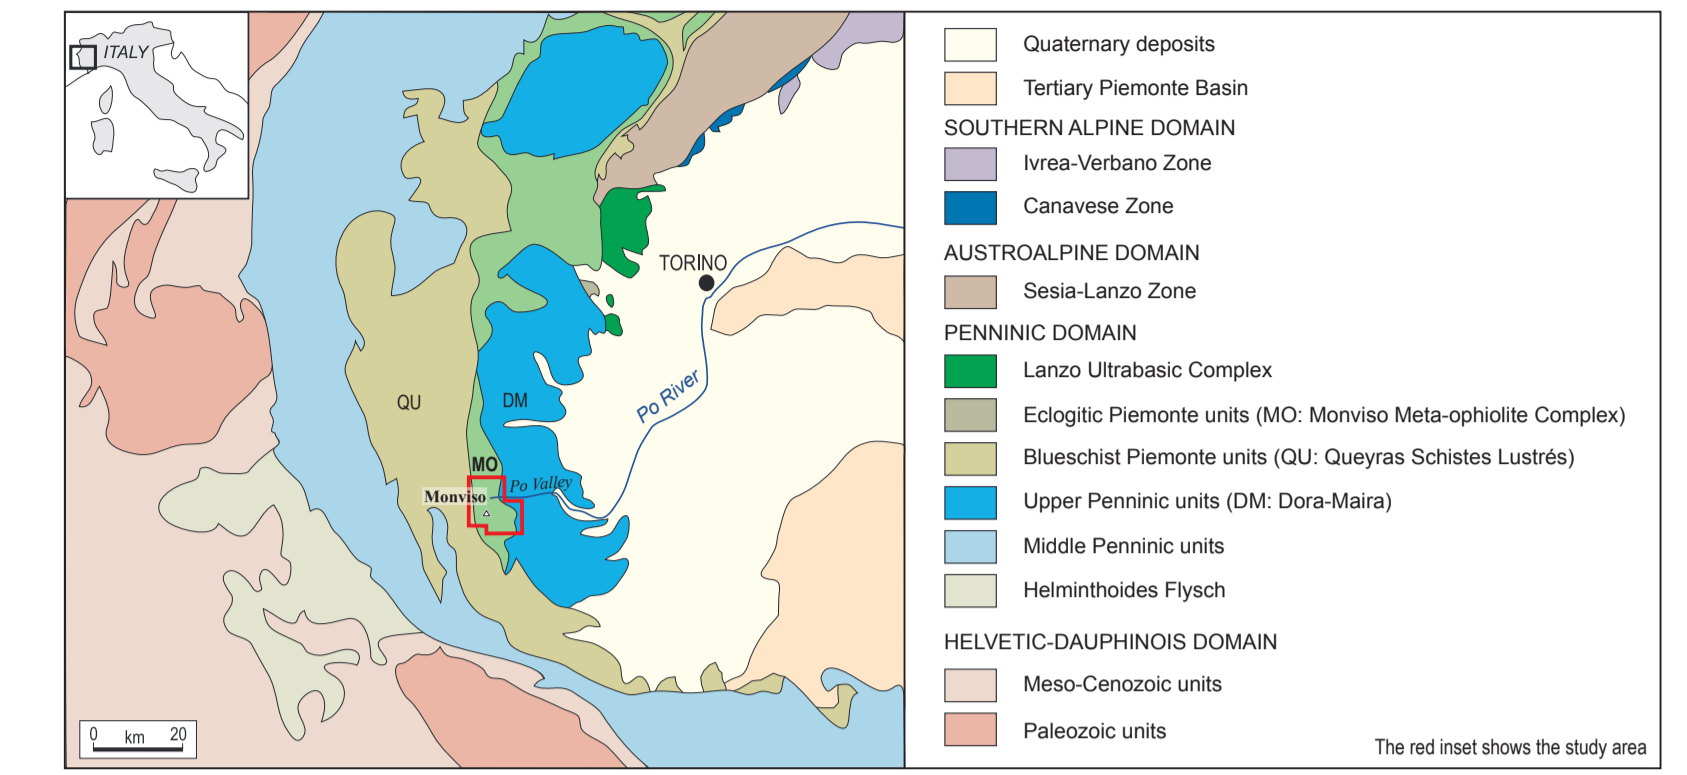 ITALY
TORINO
Po River
QU
DM
MO
Po Valley
Monviso
0 km 20
Quaternary deposits
Tertiary Piemonte Basin
SOUTHERN ALPINE DOMAIN
Ivrea-Verbano Zone
Canavese Zone
AUSTROALPINE DOMAIN
Sesia-Lanzo Zone
PENNINIC DOMAIN
Lanzo Ultrabasic Complex
Eclogitic Piemonte units (MO: Monviso Meta-ophiolite Complex)
Blueschist Piemonte units (QU: Queyras Schistes Lustrés)
Upper Penninic units (DM: Dora-Maira)
Middle Penninic units
Helminthoides Flysch
HELVETIC-DAUPHINOIS DOMAIN
Meso-Cenozoic units
Paleozoic units
The red inset shows the study area